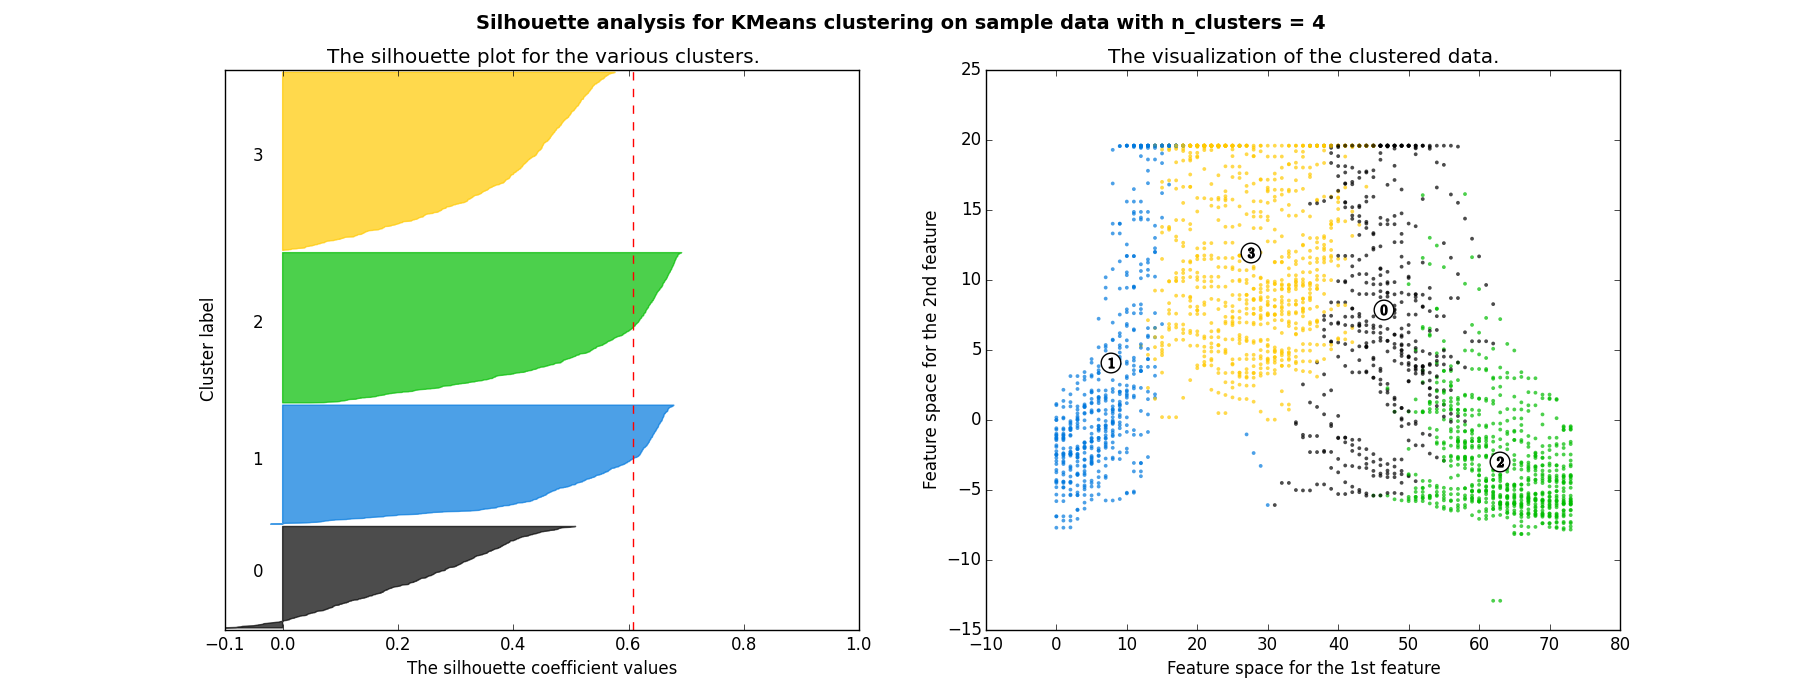 Silhouette analysis for KMeans clustering on sample data with n_clusters = 4
The silhouette plot for the various clusters.
3
2
1
0
Cluster label
−0.1 0.0 0.2 0.4 0.6 0.8 1.0
The silhouette coefficient values
The visualization of the clustered data.
25
20
15
10
5
0
−5
−10
−15
Feature space for the 2nd feature
3
0
1
2
−10 0 10 20 30 40 50 60 70 80
Feature space for the 1st feature